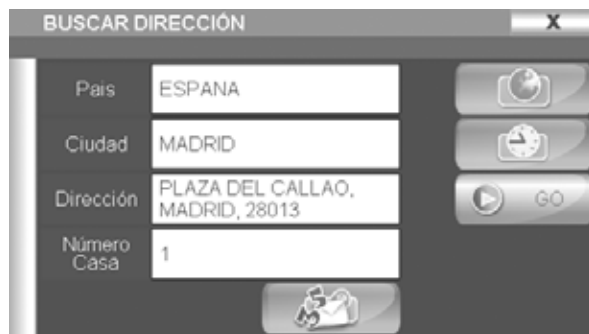 BUSCAR DIRECCIÓN X
Pais ESPANA
Ciudad MADRID
Dirección PLAZA DEL CALLAO,
MADRID, 28013
GO
Número
Casa 1